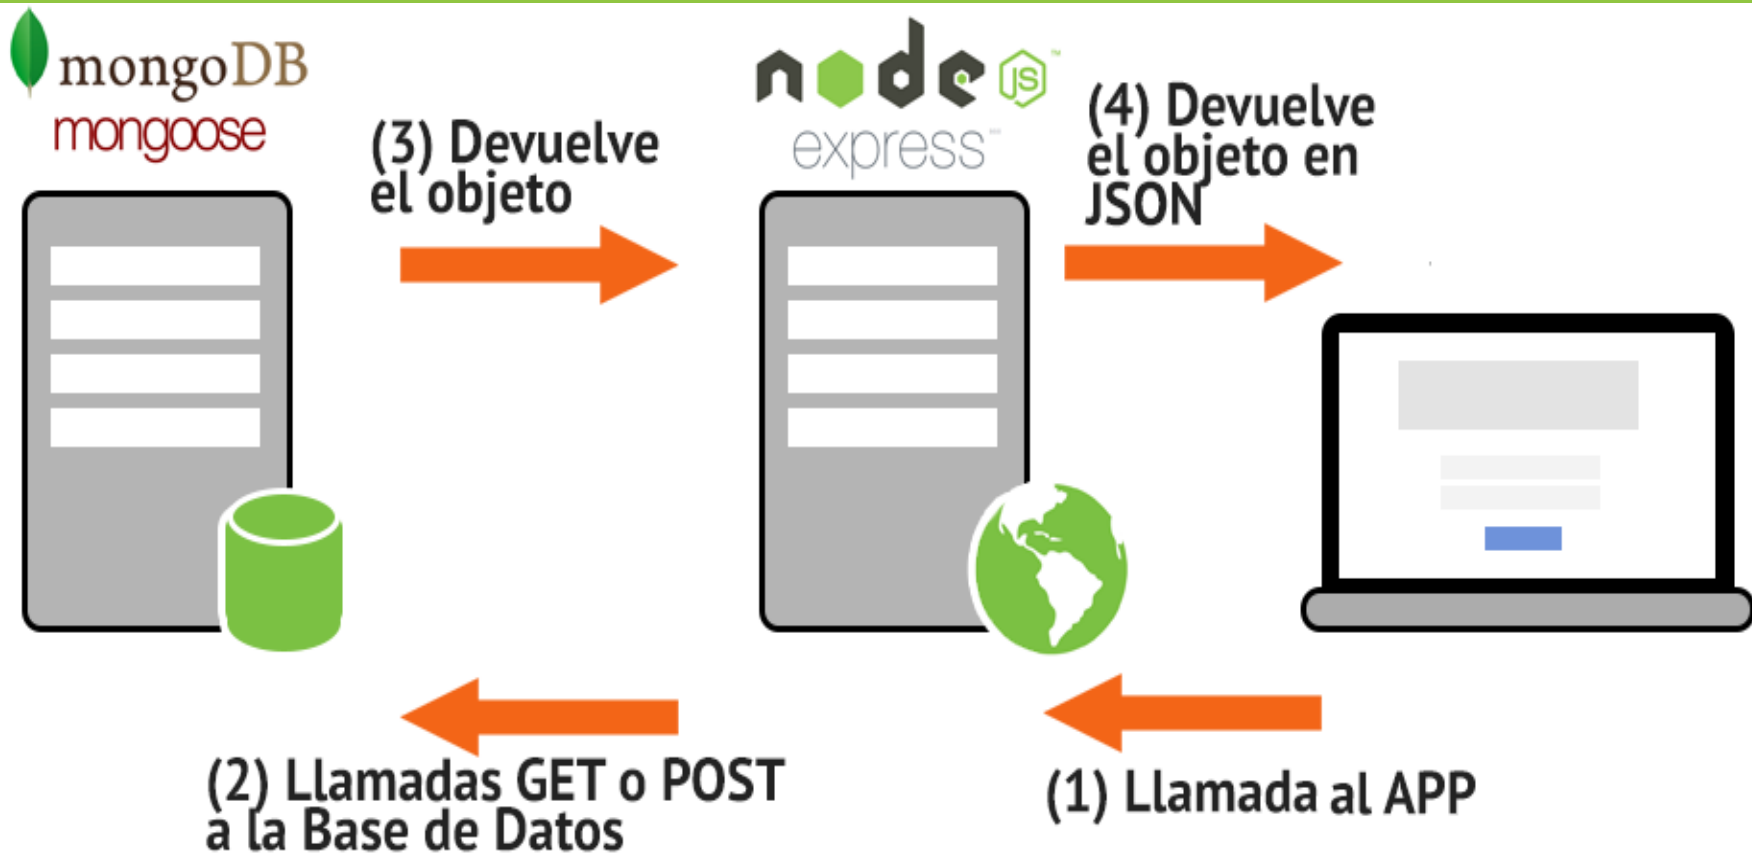 mongoDB
mongoose
(3) Devuelve
el objeto
node JS ™
express
(4) Devuelve
el objeto en
JSON
(2) Llamadas GET o POST
a la Base de Datos
(1) Llamada al APP